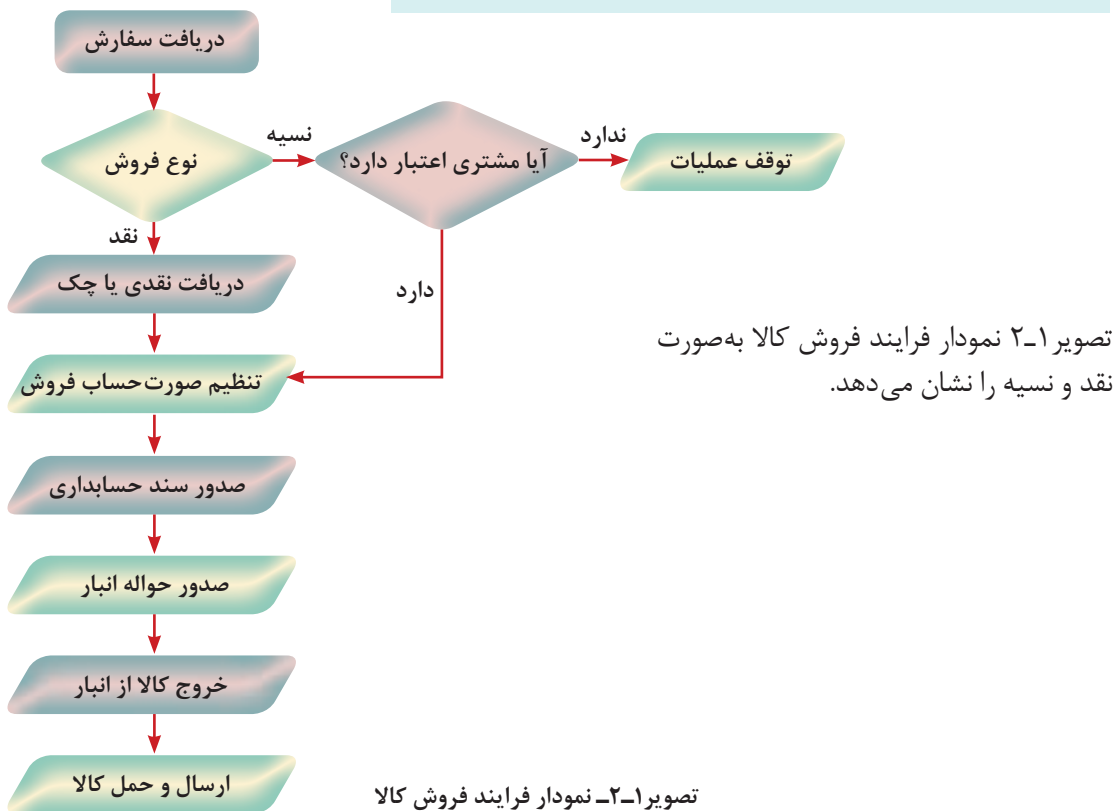 دریافت سفارش
نوع فروش
نسیه
آیا مشتری اعتبار دارد؟
ندارد
توقف عملیات
نقد
دریافت نقدی یا چک
دارد
تنظیم صورت‌حساب فروش
صدور سند حسابداری
صدور حواله انبار
خروج کالا از انبار
ارسال و حمل کالا
تصویر۱ـ۲ نمودار فرایند فروش کالا به‌صورت
نقد و نسیه را نشان می‌دهد.
تصویر۱ـ۲ـ نمودار فرایند فروش کالا